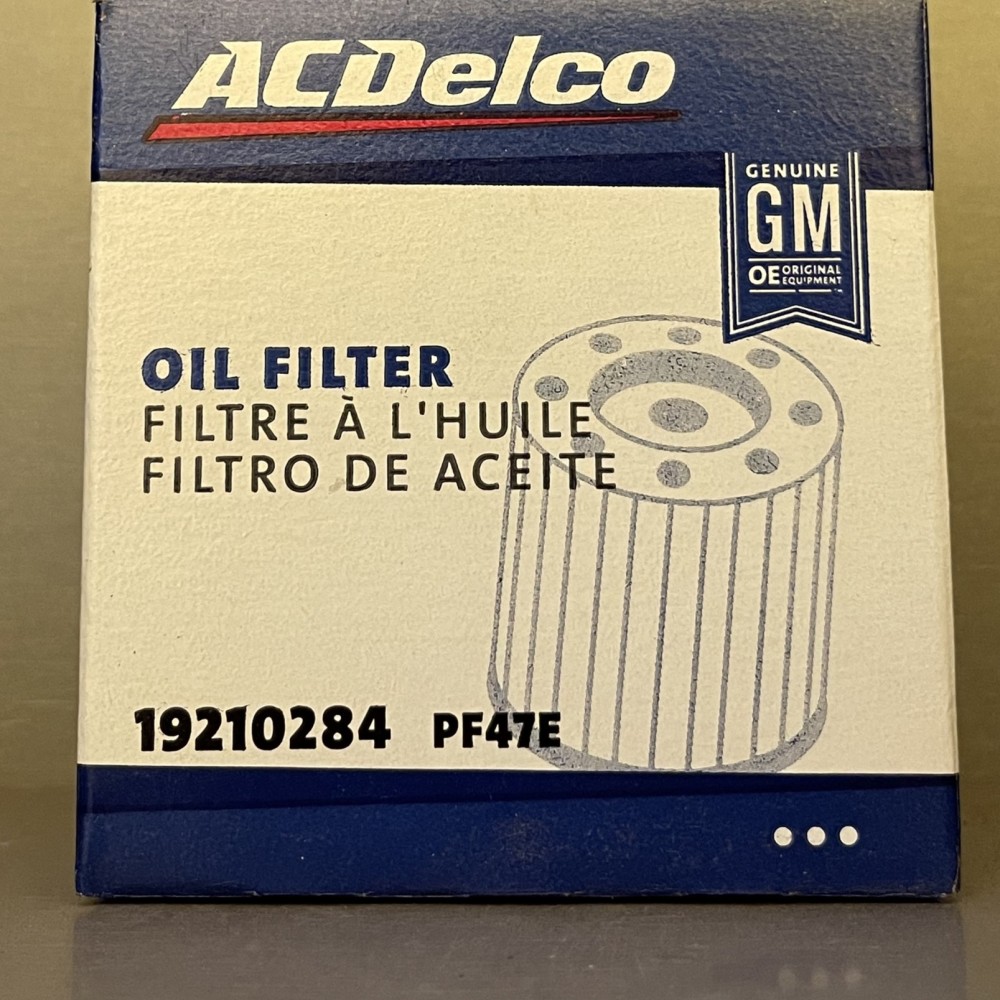 ACDelco
GENUINE
GM
OE ORIGINAL
EQUIPMENT
OIL FILTER
FILTRE À L'HUILE
FILTRO DE ACEITE
19210284 PF47E